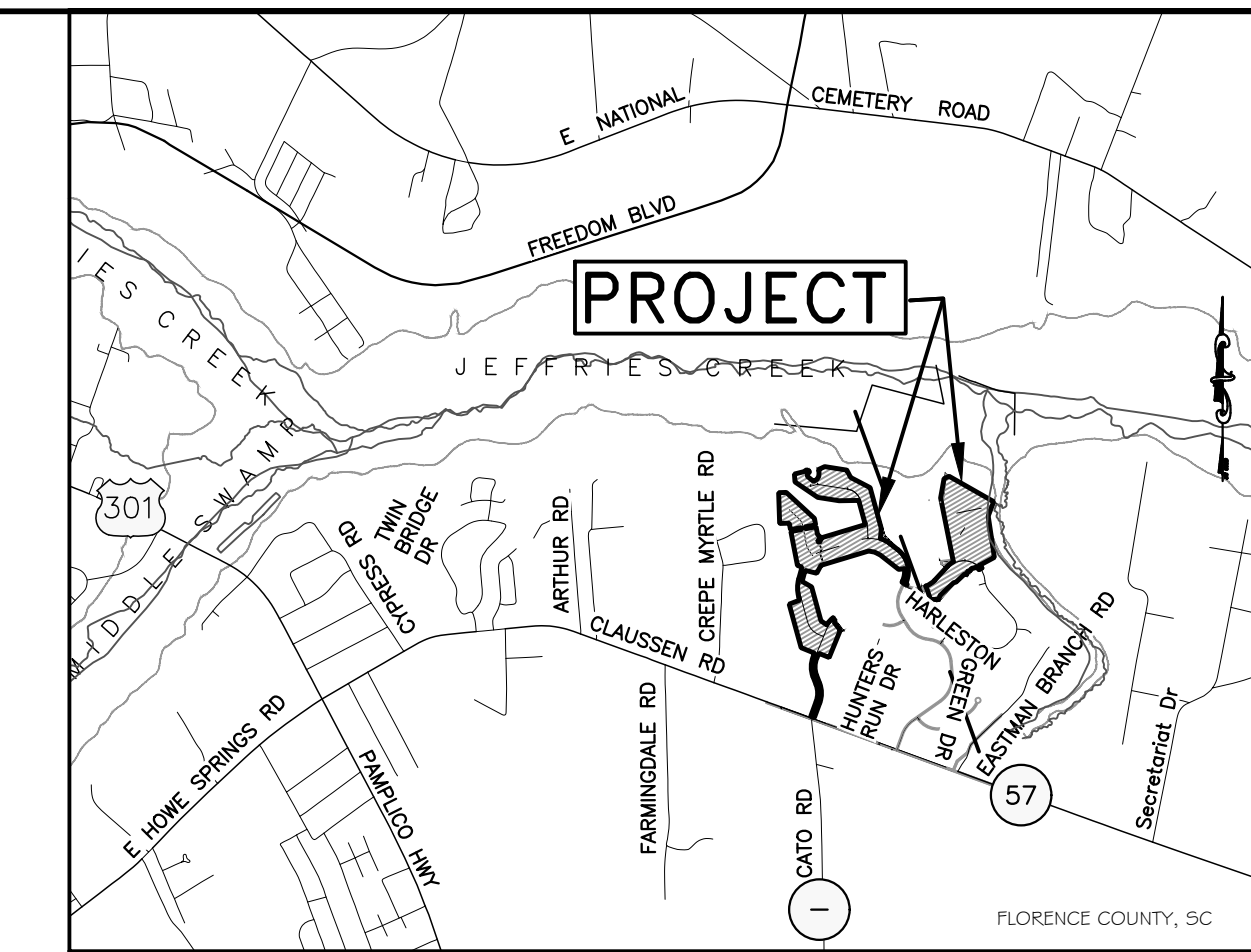 E NATIONAL
CEMETERY ROAD
FREEDOM BLVD
PROJECT
IES CREEK
JEFFRIES CREEK
MIDDLE SWAMP
301
CYPRESS RD
TWIN
BRIDGE
DR
ARTHUR RD
CREPE MYRTLE RD
CLAUSSEN RD
HARLESTON
GREEN DR
HUNTERS
RUN DR
EASTMAN BRANCH RD
Secretariat Dr
E HOWE SPRINGS RD
PAMPLICO HWY
FARMINGDALE RD
CATO RD
57
–
FLORENCE COUNTY, SC